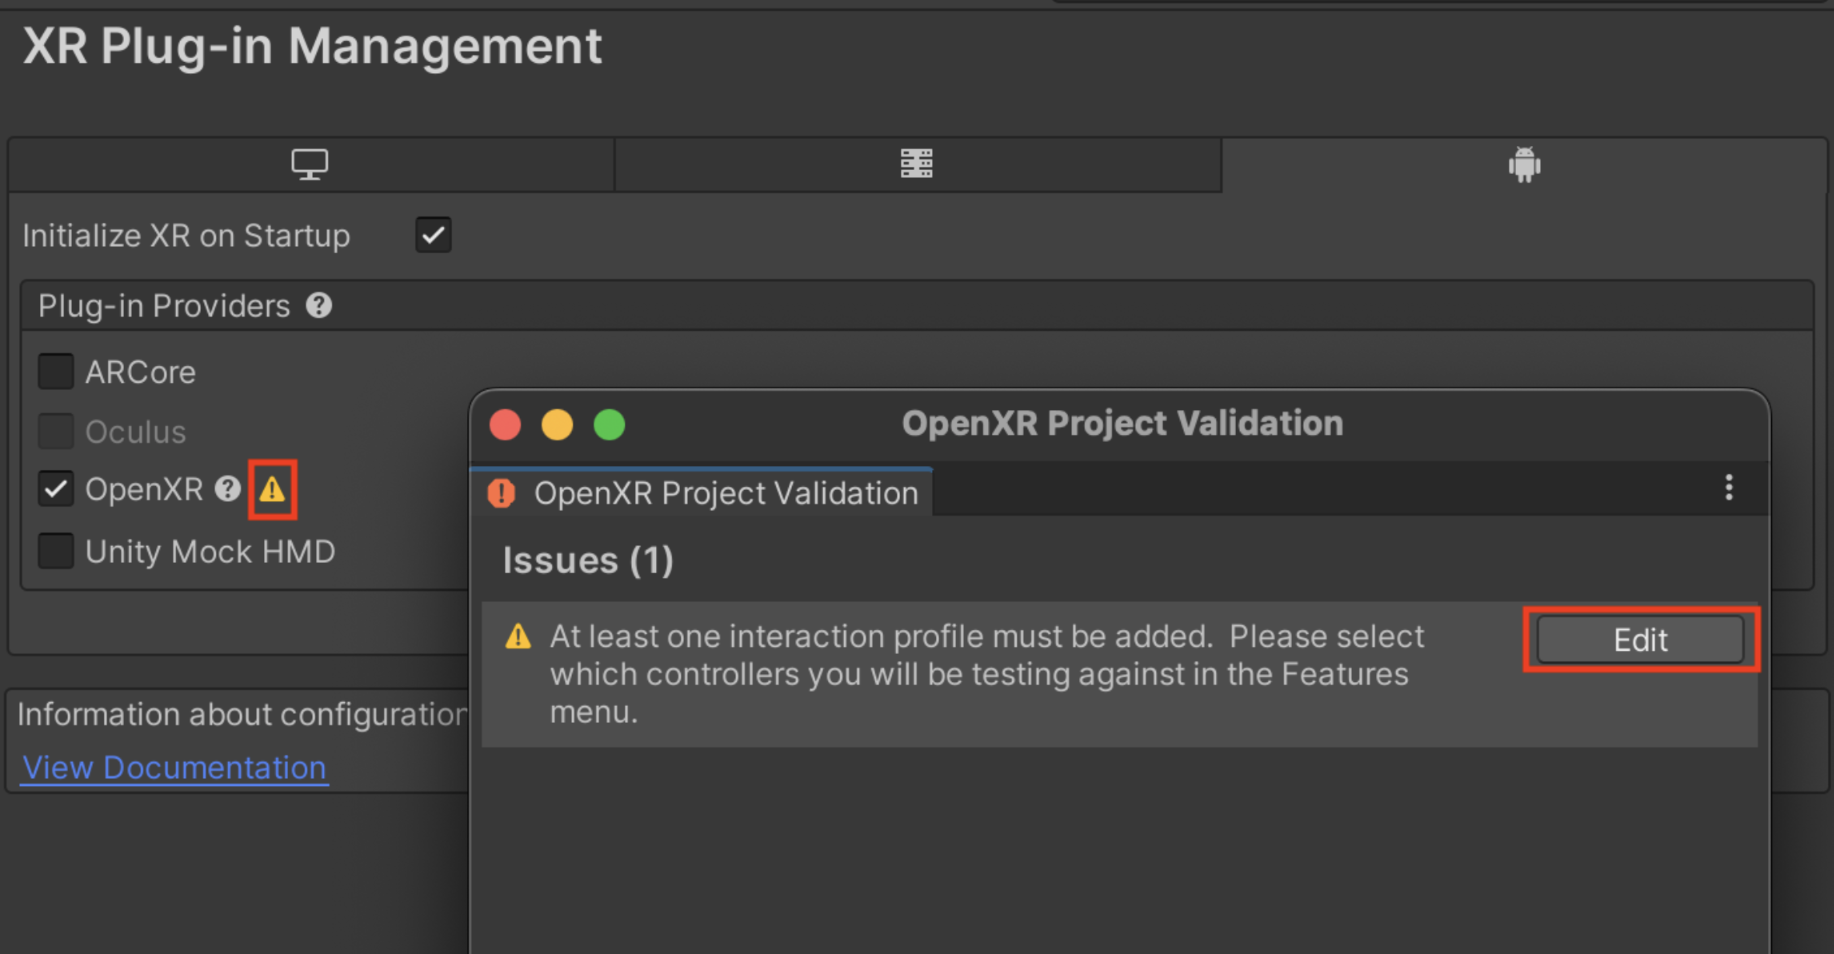 XR Plug-in Management
Initialize XR on Startup
Plug-in Providers
ARCore
Oculus
OpenXR
Unity Mock HMD
Information about configuration
View Documentation
OpenXR Project Validation
OpenXR Project Validation
Issues (1)
At least one interaction profile must be added. Please select
which controllers you will be testing against in the Features
menu.
Edit